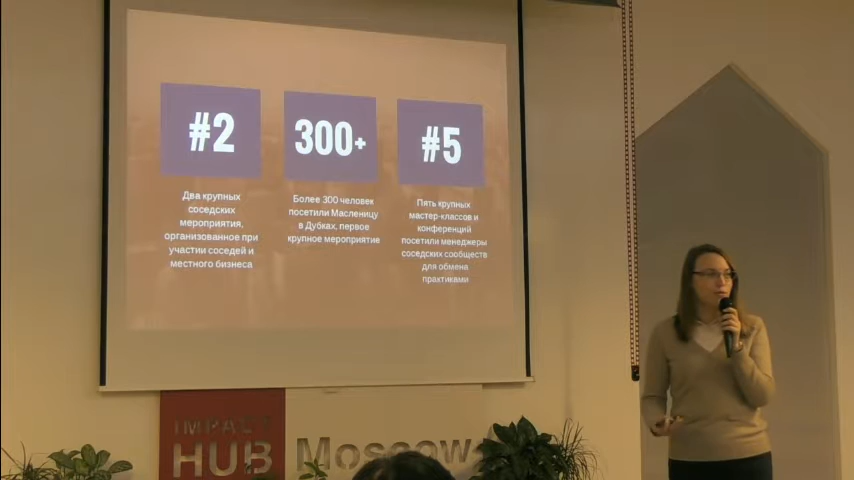 #2
Два крупных
соседских
мероприятия,
организованное при
участии соседей и
местного бизнеса
300+
Более 300 человек
посетили Масленицу
в Дубках, первое
крупное мероприятие
#5
Пять крупных
мастер-классов и
конференций
посетили менеджеры
соседских сообществ
для обмена
практиками
IMPACT
HUB
Moscow